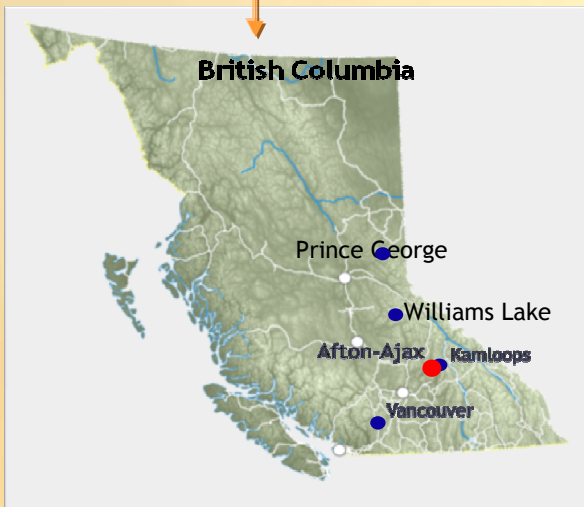 British Columbia
Prince George
Williams Lake
Afton-Ajax
Kamloops
Vancouver